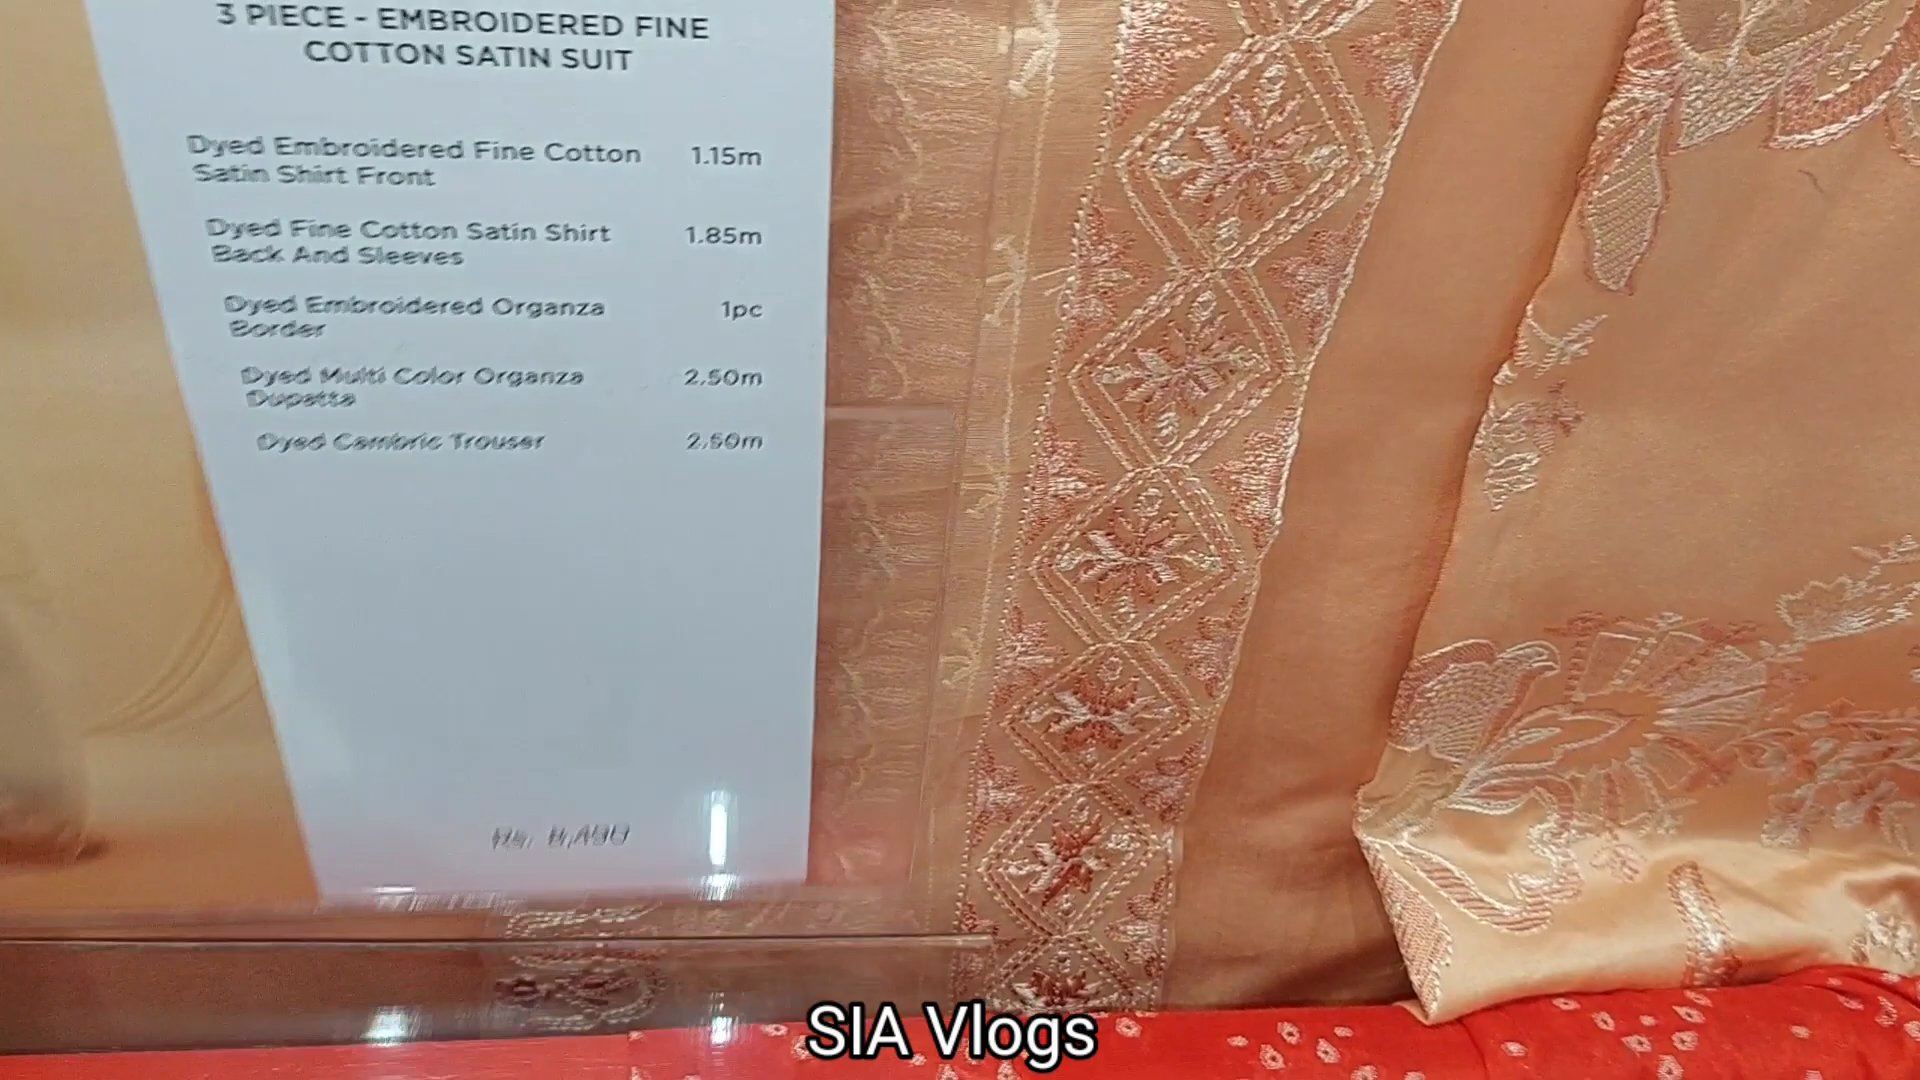 3 PIECE - EMBROIDERED FINE
COTTON SATIN SUIT
Dyed Embroidered Fine Cotton 1.15m
Satin Shirt Front
Dyed Fine Cotton Satin Shirt 1.85m
Back And Sleeves
Dyed Embroidered Organza 1pc
Border
Dyed Multi Color Organza 2.50m
Dupatta
Dyed Cambric Trouser 2.50m
Rs.
SIA Vlogs